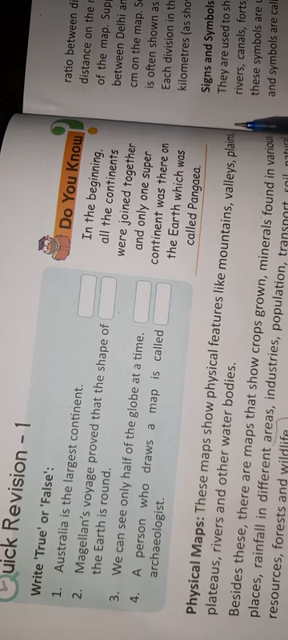 ratio between
distance on the
of the map.
between Delhi an
cm on the map.
is often shown as
Each division in th
kilometres (as sho
Signs and Symbols
They are used to sh
rivers, canals, forts
these symbols are
and symbols are
Quick Revision – 1
Write 'True' or 'False':
1. Australia is the largest continent.
2. Magellan's voyage proved that the shape of
the Earth is round.
3. We can see only half of the globe at a time.
4. A person who draws a map is called
archaeologist.
Do You Know?
In the beginning,
all the continents
were joined together
and only one super
continent was there on
the Earth which was
called Pangaea.
Physical Maps: These maps show physical features like mountains, valleys, plains,
plateaus, rivers and other water bodies.
Besides these, there are maps that show crops grown, minerals found in various
places, rainfall in different areas, industries, population, transport, soil,
resources, forests and wildlife